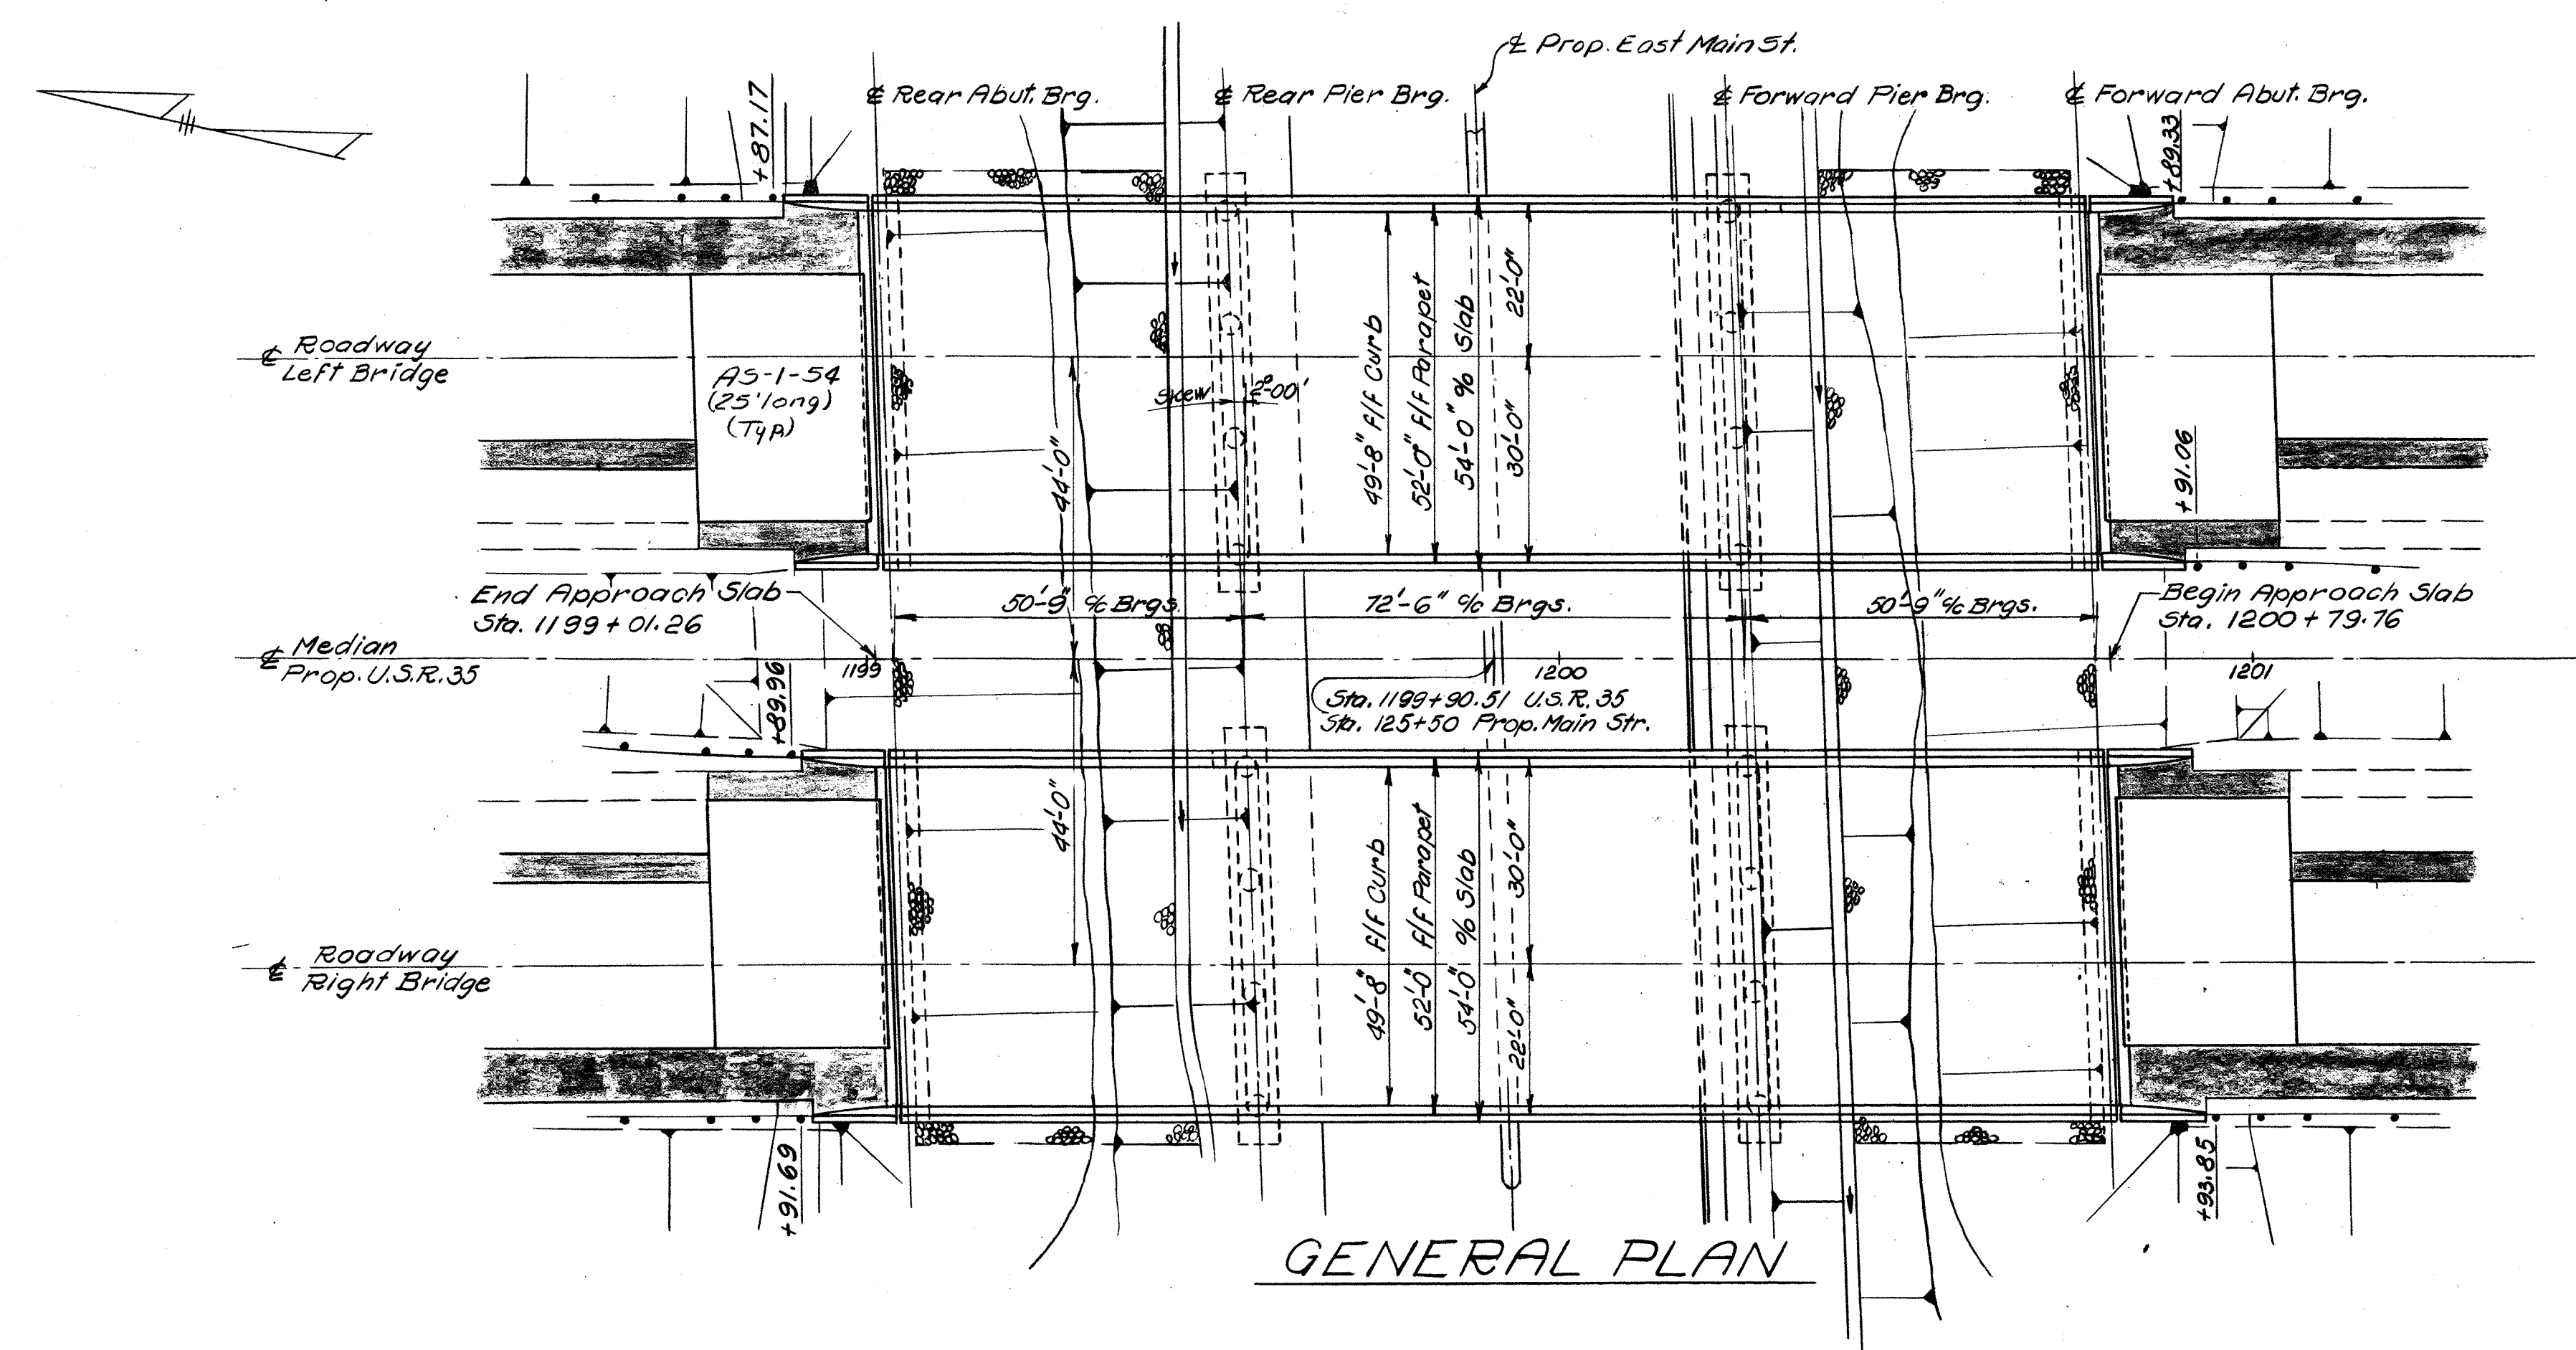 ℄ Prop. East Main St.
℄ Rear Abut. Brg.
℄ Rear Pier Brg.
℄ Forward Pier Brg.
℄ Forward Abut. Brg.
+87.17
+89.33
℄ Roadway
Left Bridge
AS-1-54
(25' long)
(Typ.)
Skew
2°-00'
44'-0"
49'-8" f/f Curb
52'-0" f/f Parapet
54'-0" o/o Slab
22'-0"
30'-0"
+91.06
End Approach Slab
Sta. 1199 + 01.26
50'-9" c/c Brgs.
72'-6" c/c Brgs.
50'-9" c/c Brgs.
Begin Approach Slab
Sta. 1200 + 79.76
℄ Median
Prop. U.S.R. 35
+89.96
1199
1200
1201
Sta. 1199+90.51 U.S.R. 35
Sta. 125+50 Prop. Main Str.
44'-0"
49'-8" f/f Curb
52'-0" f/f Parapet
54'-0" o/o Slab
30'-0"
22'-0"
℄ Roadway
Right Bridge
+91.69
+93.85
GENERAL PLAN